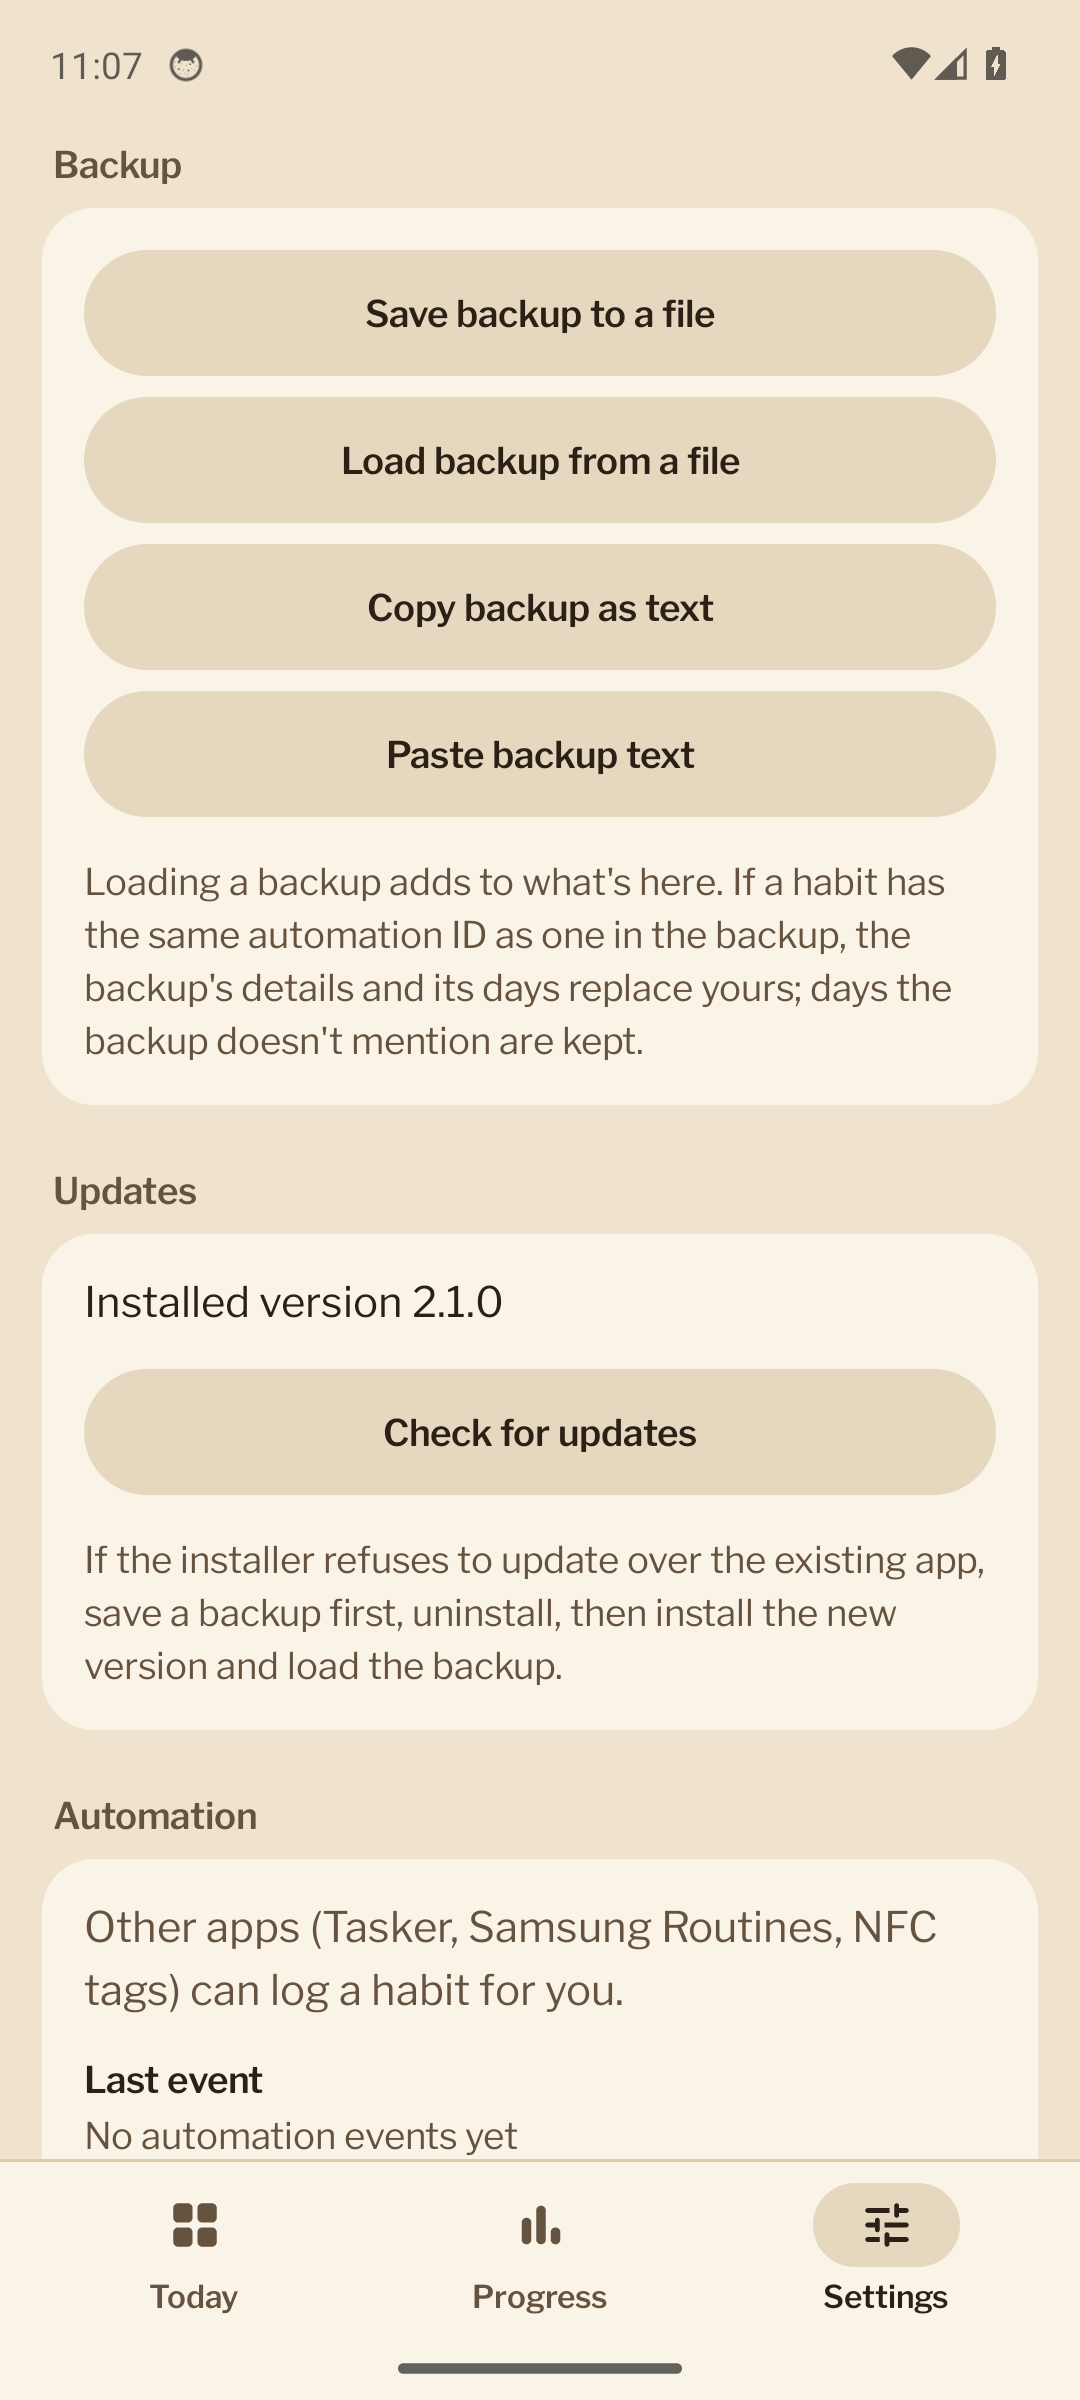 11:07
Backup
Save backup to a file
Load backup from a file
Copy backup as text
Paste backup text
Loading a backup adds to what's here. If a habit has
the same automation ID as one in the backup, the
backup's details and its days replace yours; days the
backup doesn't mention are kept.
Updates
Installed version 2.1.0
Check for updates
If the installer refuses to update over the existing app,
save a backup first, uninstall, then install the new
version and load the backup.
Automation
Other apps (Tasker, Samsung Routines, NFC
tags) can log a habit for you.
Last event
No automation events yet
Today
Progress
Settings